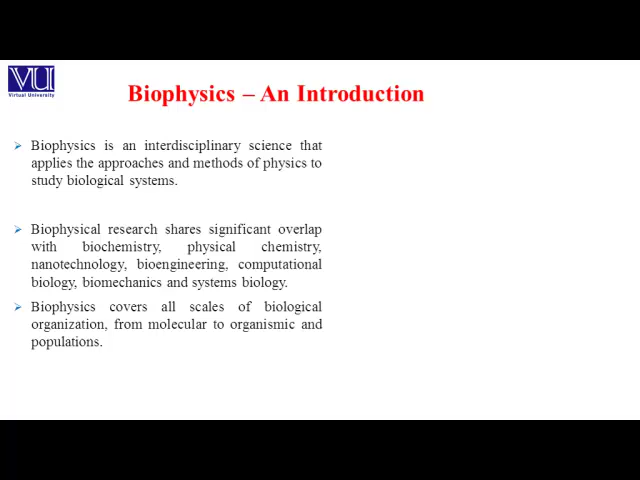 VU
Virtual University
Biophysics – An Introduction
➢ Biophysics is an interdisciplinary science that
applies the approaches and methods of physics to
study biological systems.
➢ Biophysical research shares significant overlap
with biochemistry, physical chemistry,
nanotechnology, bioengineering, computational
biology, biomechanics and systems biology.
➢ Biophysics covers all scales of biological
organization, from molecular to organismic and
populations.